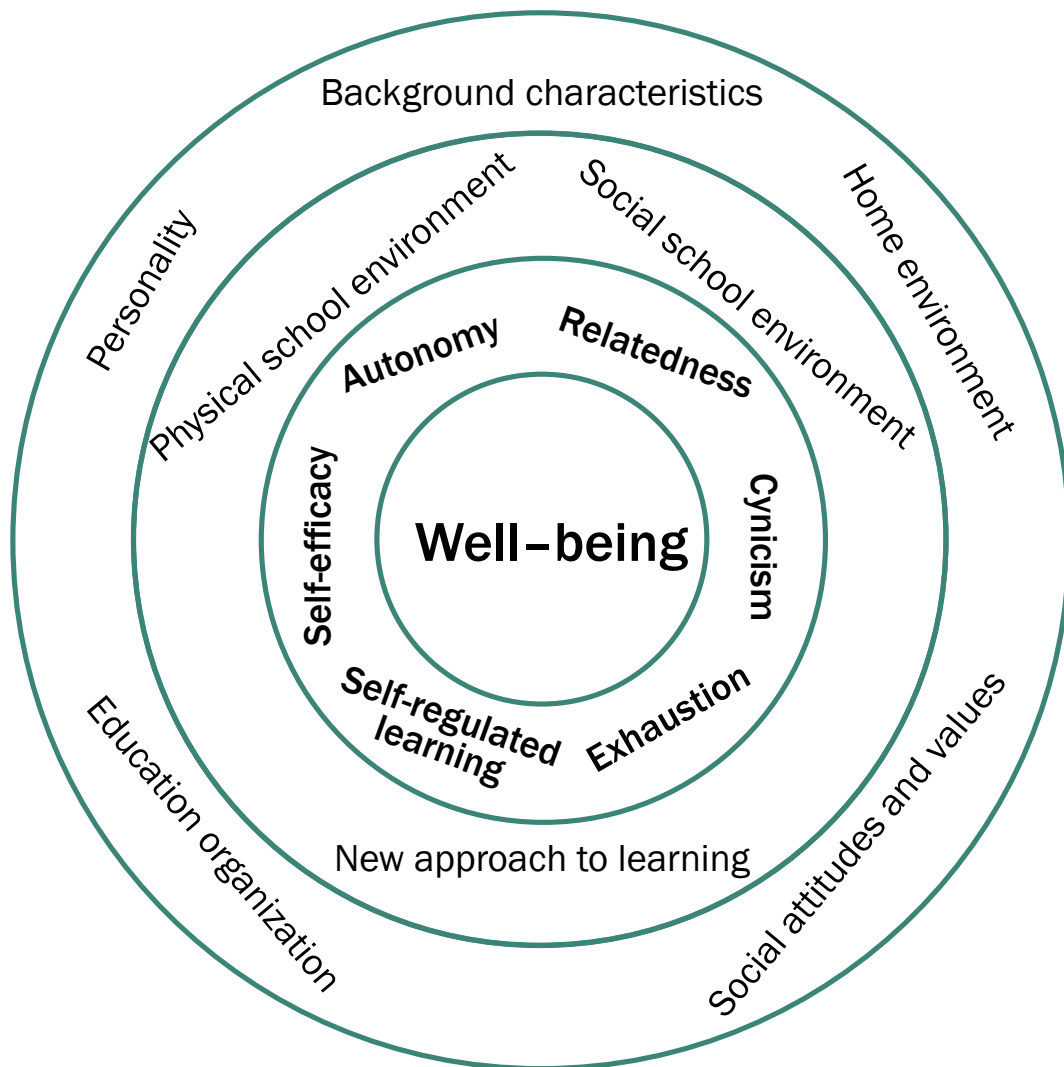 Background characteristics
Personality
Home environment
Physical school environment
Social school environment
Autonomy
Relatedness
Self-efficacy
Well–being
Cynicism
Self-regulated
learning
Exhaustion
New approach to learning
Education organization
Social attitudes and values